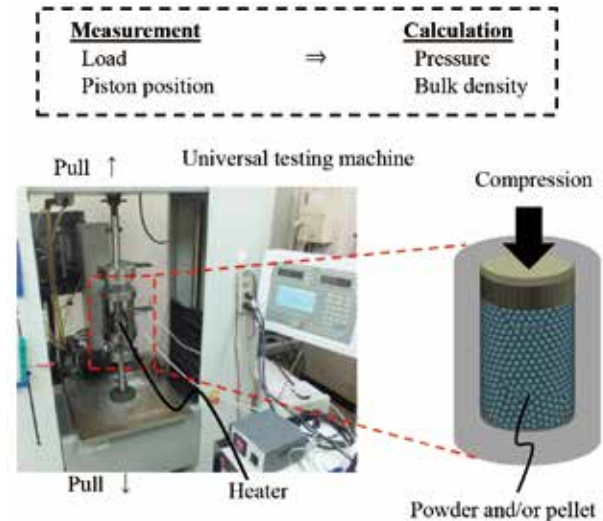 Measurement Calculation
Load ⇒ Pressure
Piston position Bulk density
Pull ↑ Universal testing machine
Compression
Pull ↓
Heater
Powder and/or pellet